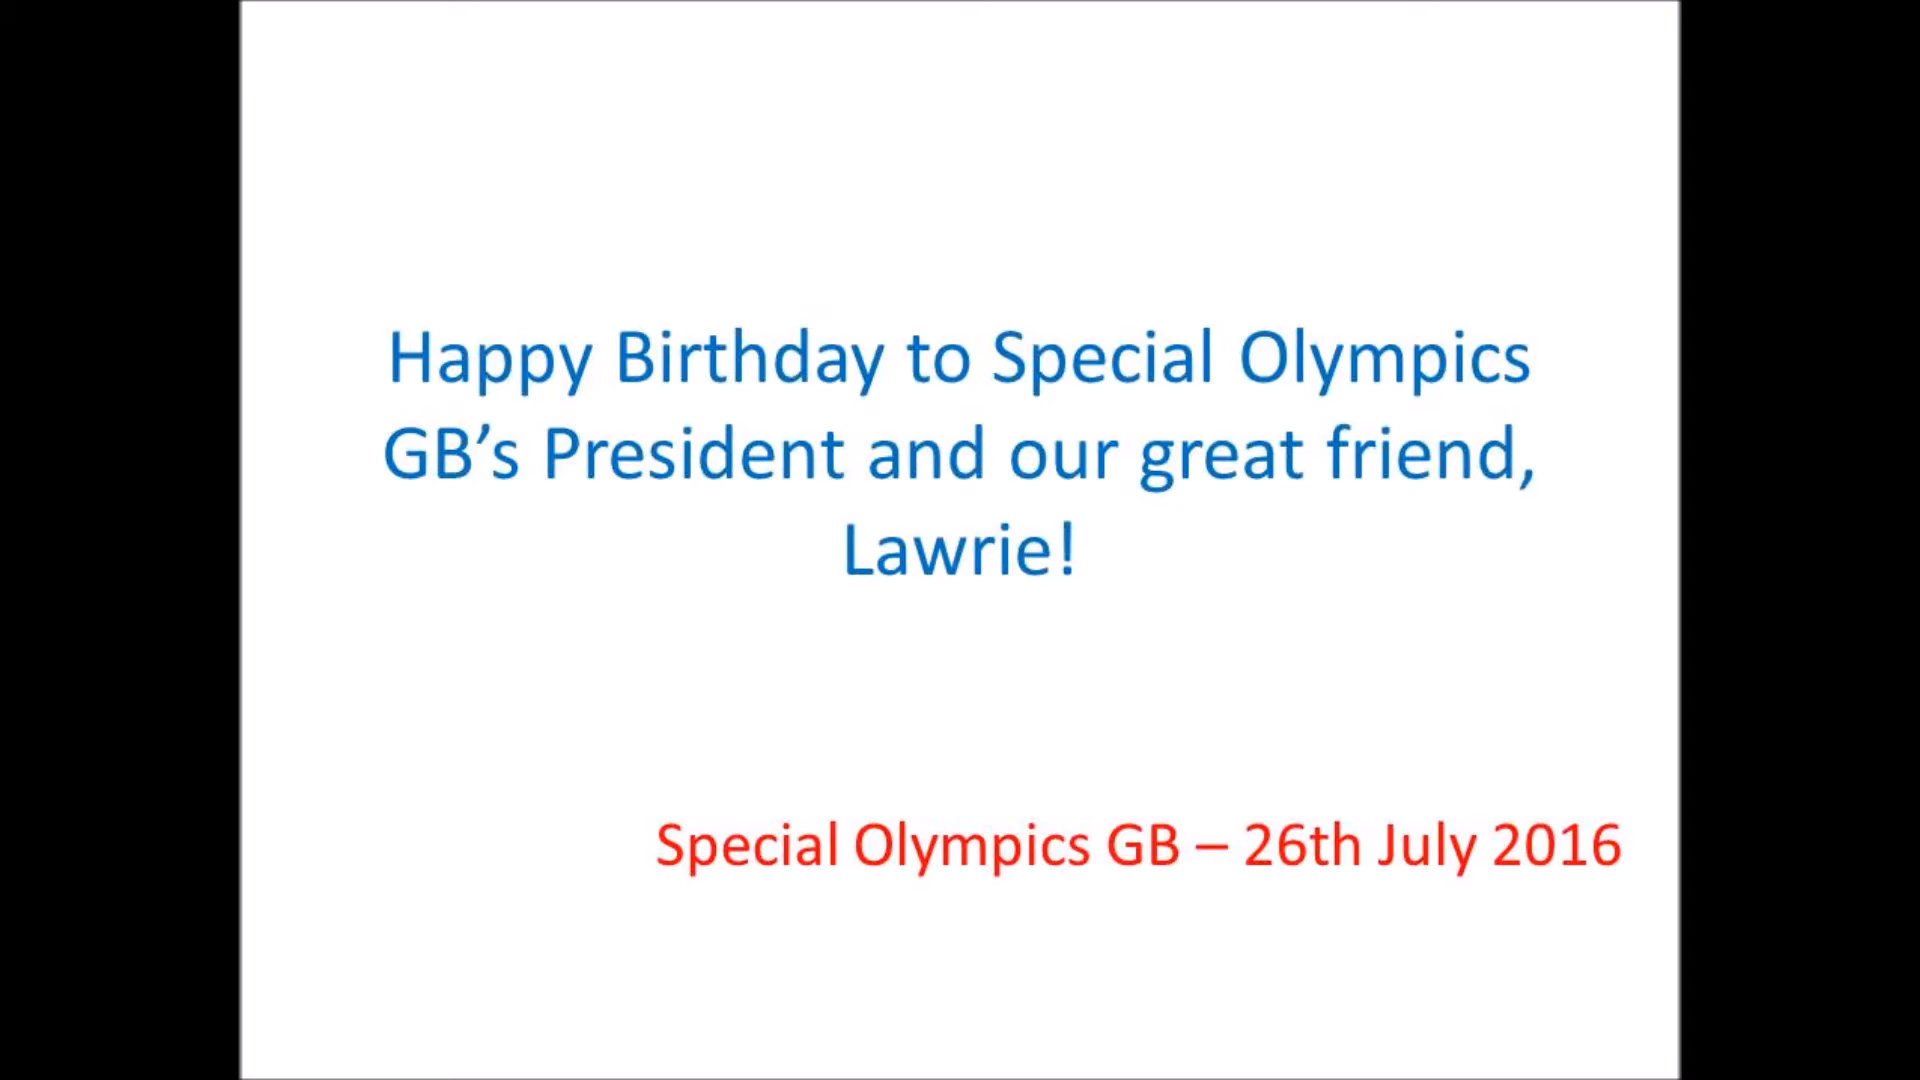 Happy Birthday to Special Olympics
GB’s President and our great friend,
Lawrie!
Special Olympics GB – 26th July 2016